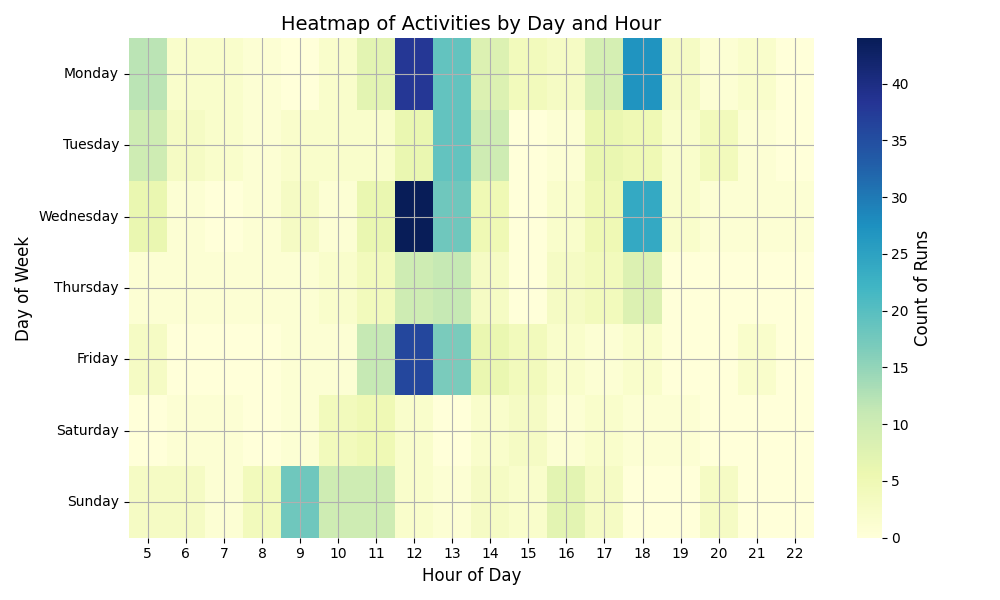 Heatmap of Activities by Day and Hour
Monday
Tuesday
Wednesday
Thursday
Friday
Saturday
Sunday
Day of Week
5 6 7 8 9 10 11 12 13 14 15 16 17 18 19 20 21 22
Hour of Day
40
35
30
25
20
15
10
5
0
Count of Runs